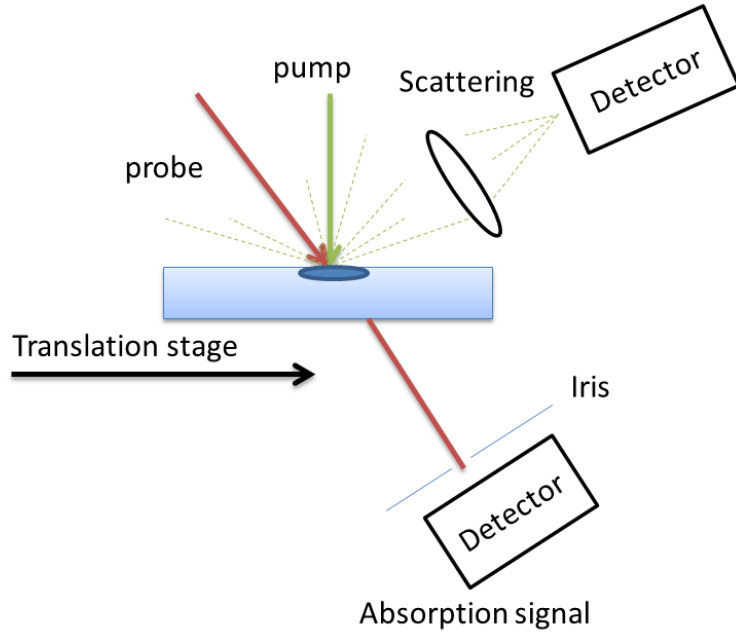 pump
Scattering
Detector
probe
Translation stage
Iris
Detector
Absorption signal